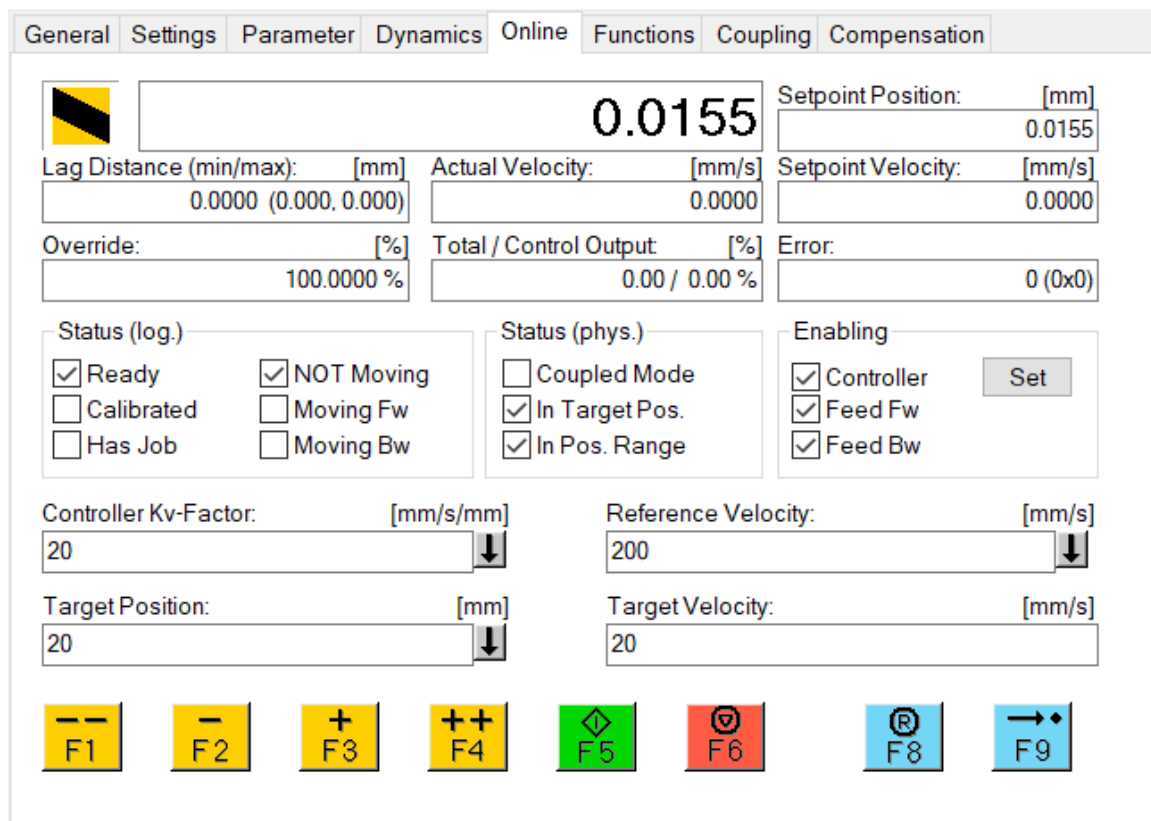 General Settings Parameter Dynamics Online Functions Coupling Compensation
0.0155
Setpoint Position: [mm]
0.0155
Lag Distance (min/max): [mm] Actual Velocity: [mm/s] Setpoint Velocity: [mm/s]
0.0000 (0.000, 0.000) 0.0000 0.0000
Override: [%] Total / Control Output: [%] Error:
100.0000 % 0.00 / 0.00 % 0 (0x0)
Status (log.) Status (phys.) Enabling
Ready NOT Moving Coupled Mode Controller Set
Calibrated Moving Fw In Target Pos. Feed Fw
Has Job Moving Bw In Pos. Range Feed Bw
Controller Kv-Factor: [mm/s/mm] Reference Velocity: [mm/s]
20 200
Target Position: [mm] Target Velocity: [mm/s]
20 20
-- - + ++ R
F1 F2 F3 F4 F5 F6 F8 F9